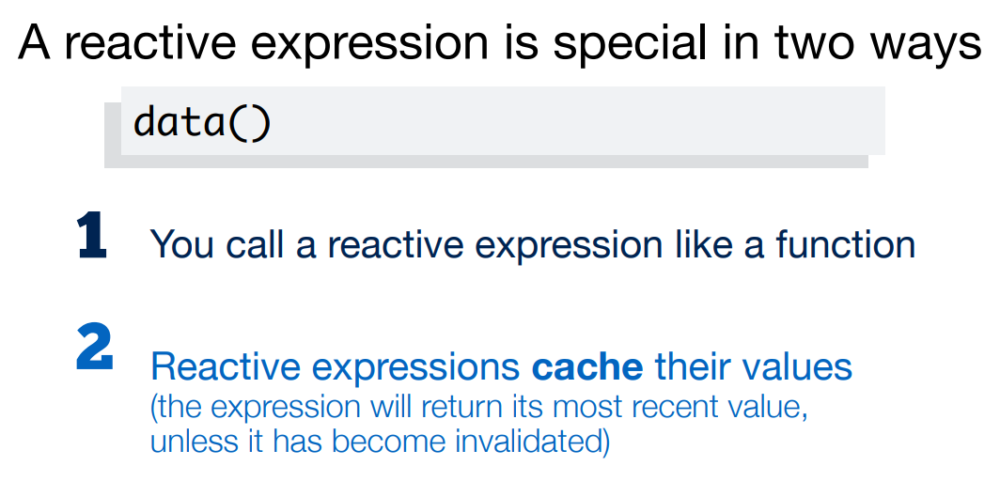 A reactive expression is special in two ways
data()
1 You call a reactive expression like a function
2 Reactive expressions cache their values
(the expression will return its most recent value,
unless it has become invalidated)